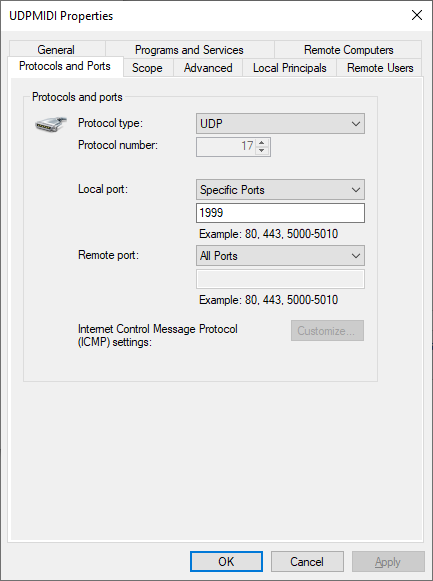 UDPMIDI Properties
General
Programs and Services
Remote Computers
Protocols and Ports
Scope
Advanced
Local Principals
Remote Users
Protocols and ports
Protocol type:
UDP
Protocol number:
17
Local port:
Specific Ports
1999
Example: 80, 443, 5000-5010
Remote port:
All Ports
Example: 80, 443, 5000-5010
Internet Control Message Protocol
(ICMP) settings:
Customize...
OK
Cancel
Apply